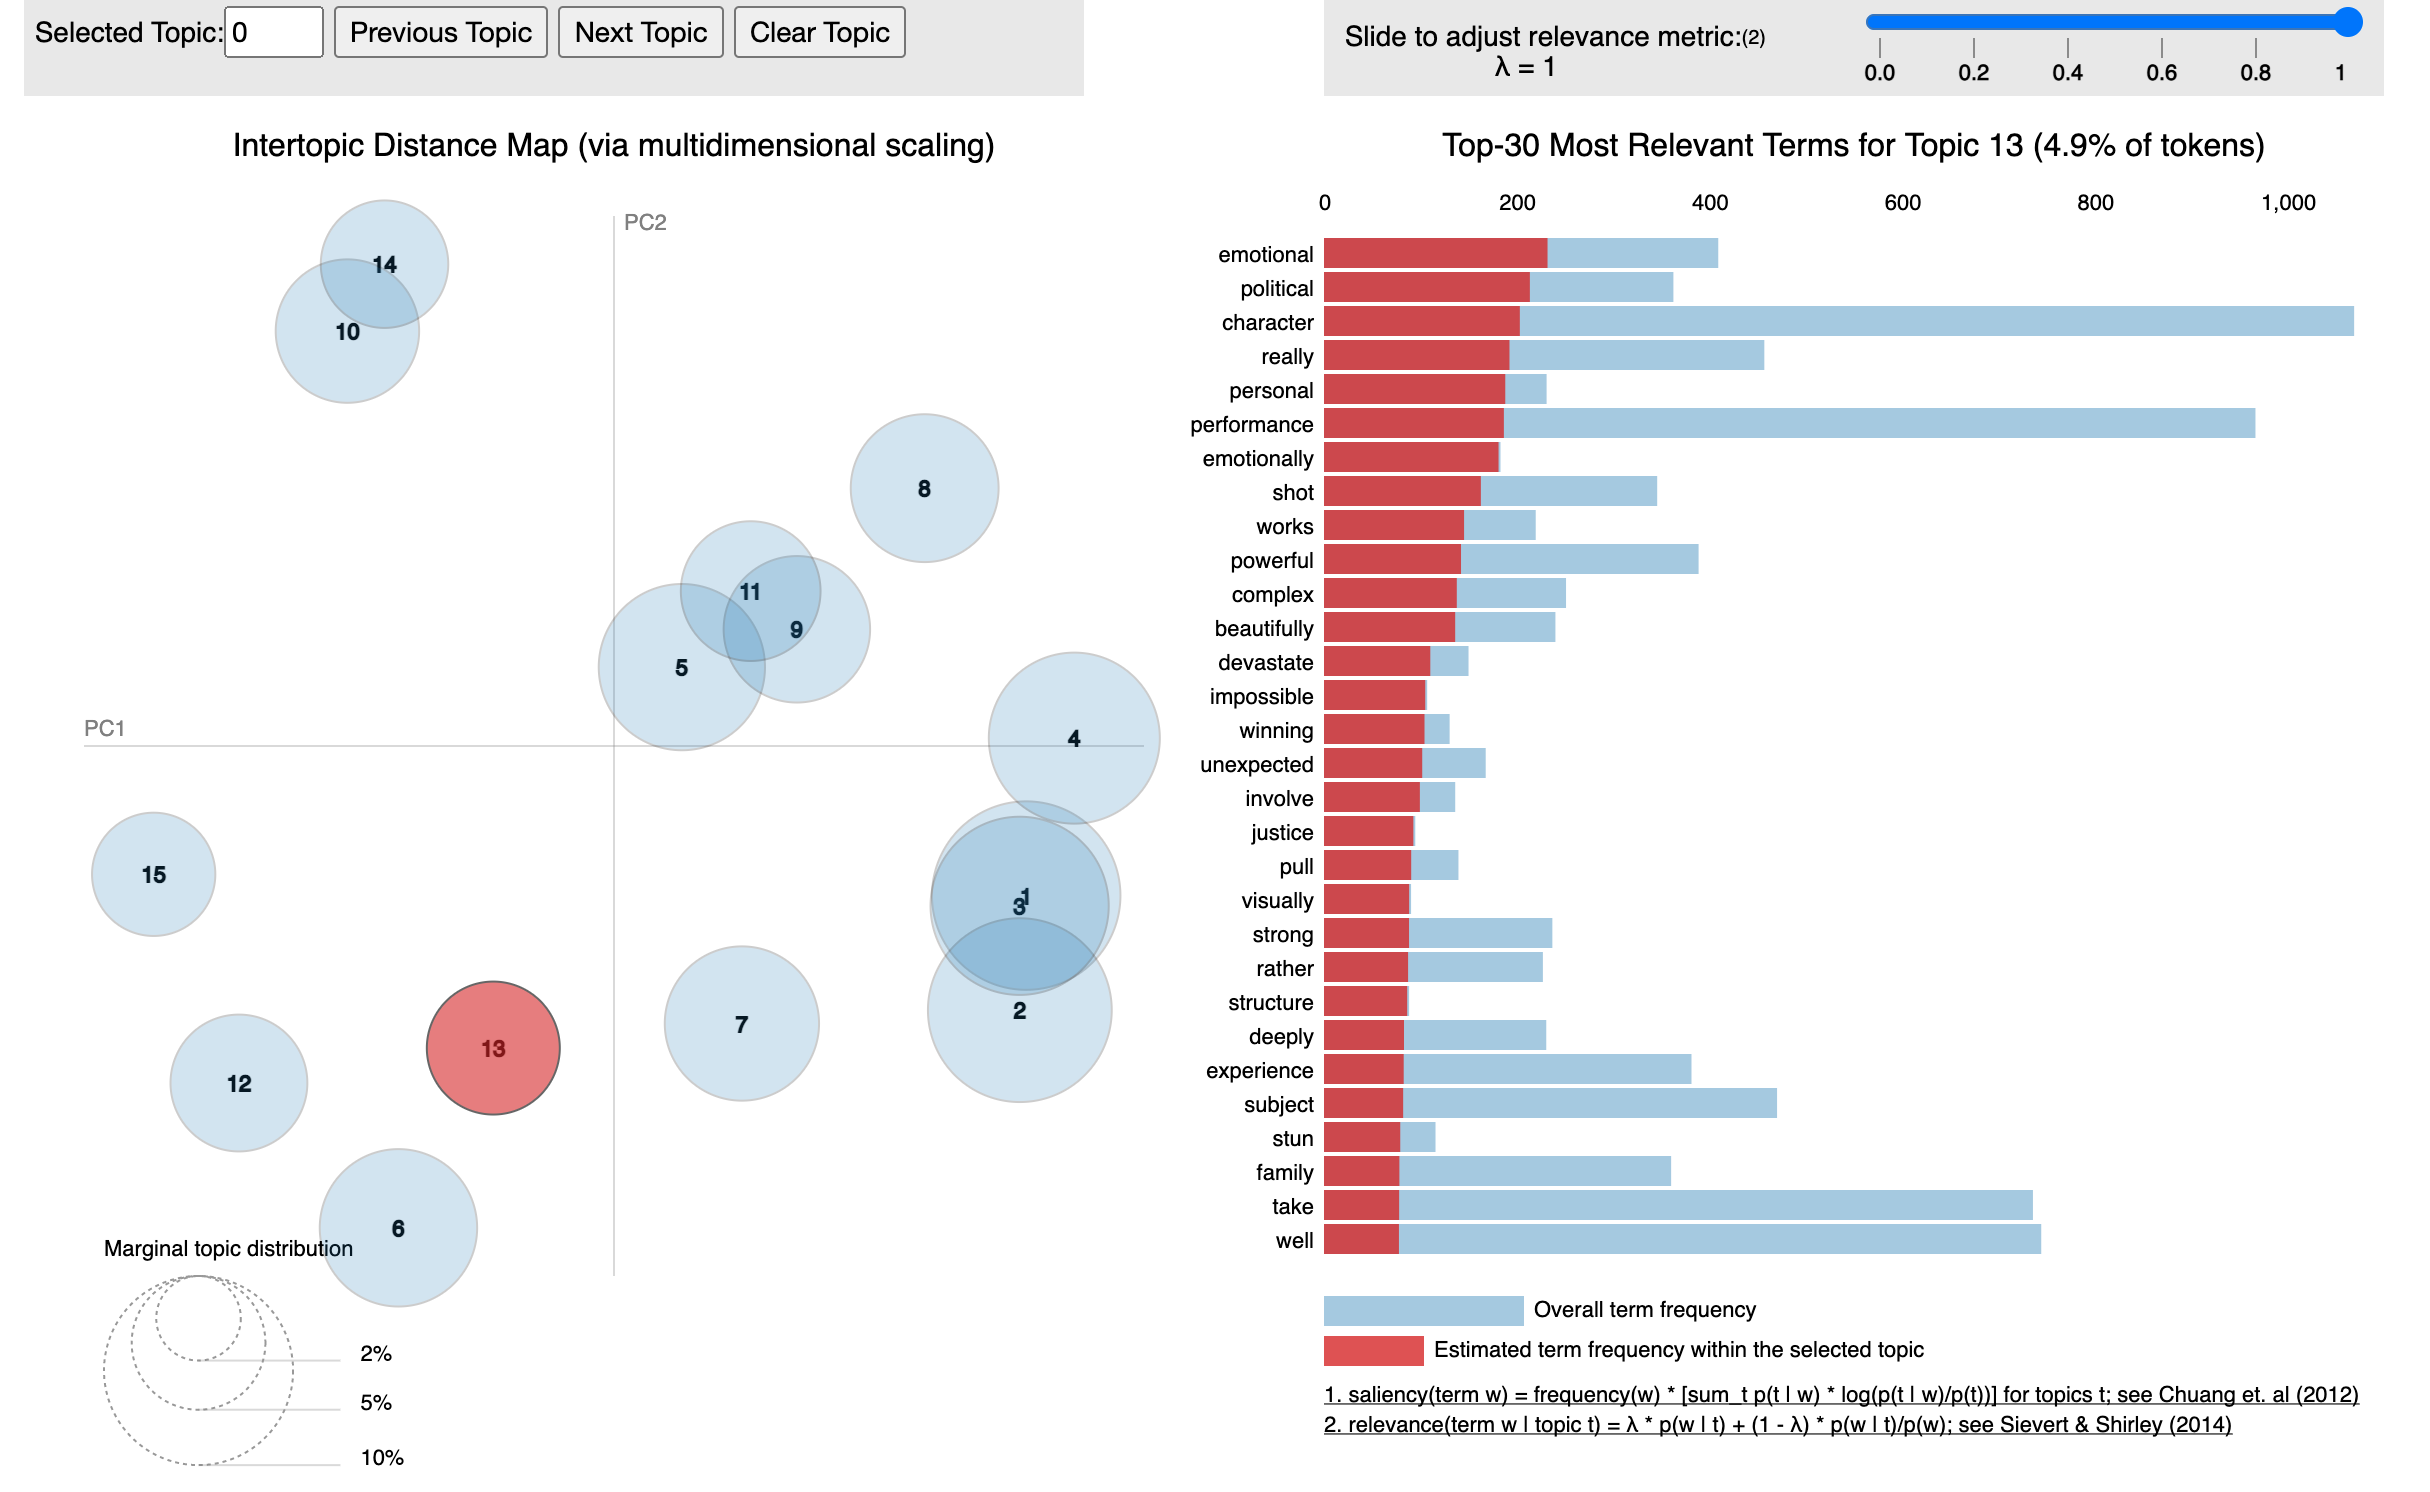 Selected Topic: 0 Previous Topic Next Topic Clear Topic
Slide to adjust relevance metric:(2)
λ = 1
0.0 0.2 0.4 0.6 0.8 1
Intertopic Distance Map (via multidimensional scaling)
PC2
PC1
14
10
8
11
9
5
4
15
1
3
2
7
13
12
6
Marginal topic distribution
2%
5%
10%
Top-30 Most Relevant Terms for Topic 13 (4.9% of tokens)
0 200 400 600 800 1,000
emotional
political
character
really
personal
performance
emotionally
shot
works
powerful
complex
beautifully
devastate
impossible
winning
unexpected
involve
justice
pull
visually
strong
rather
structure
deeply
experience
subject
stun
family
take
well
Overall term frequency
Estimated term frequency within the selected topic
1. saliency(term w) = frequency(w) * [sum_t p(t | w) * log(p(t | w)/p(t))] for topics t; see Chuang et. al (2012)
2. relevance(term w | topic t) = λ * p(w | t) + (1 - λ) * p(w | t)/p(w); see Sievert & Shirley (2014)